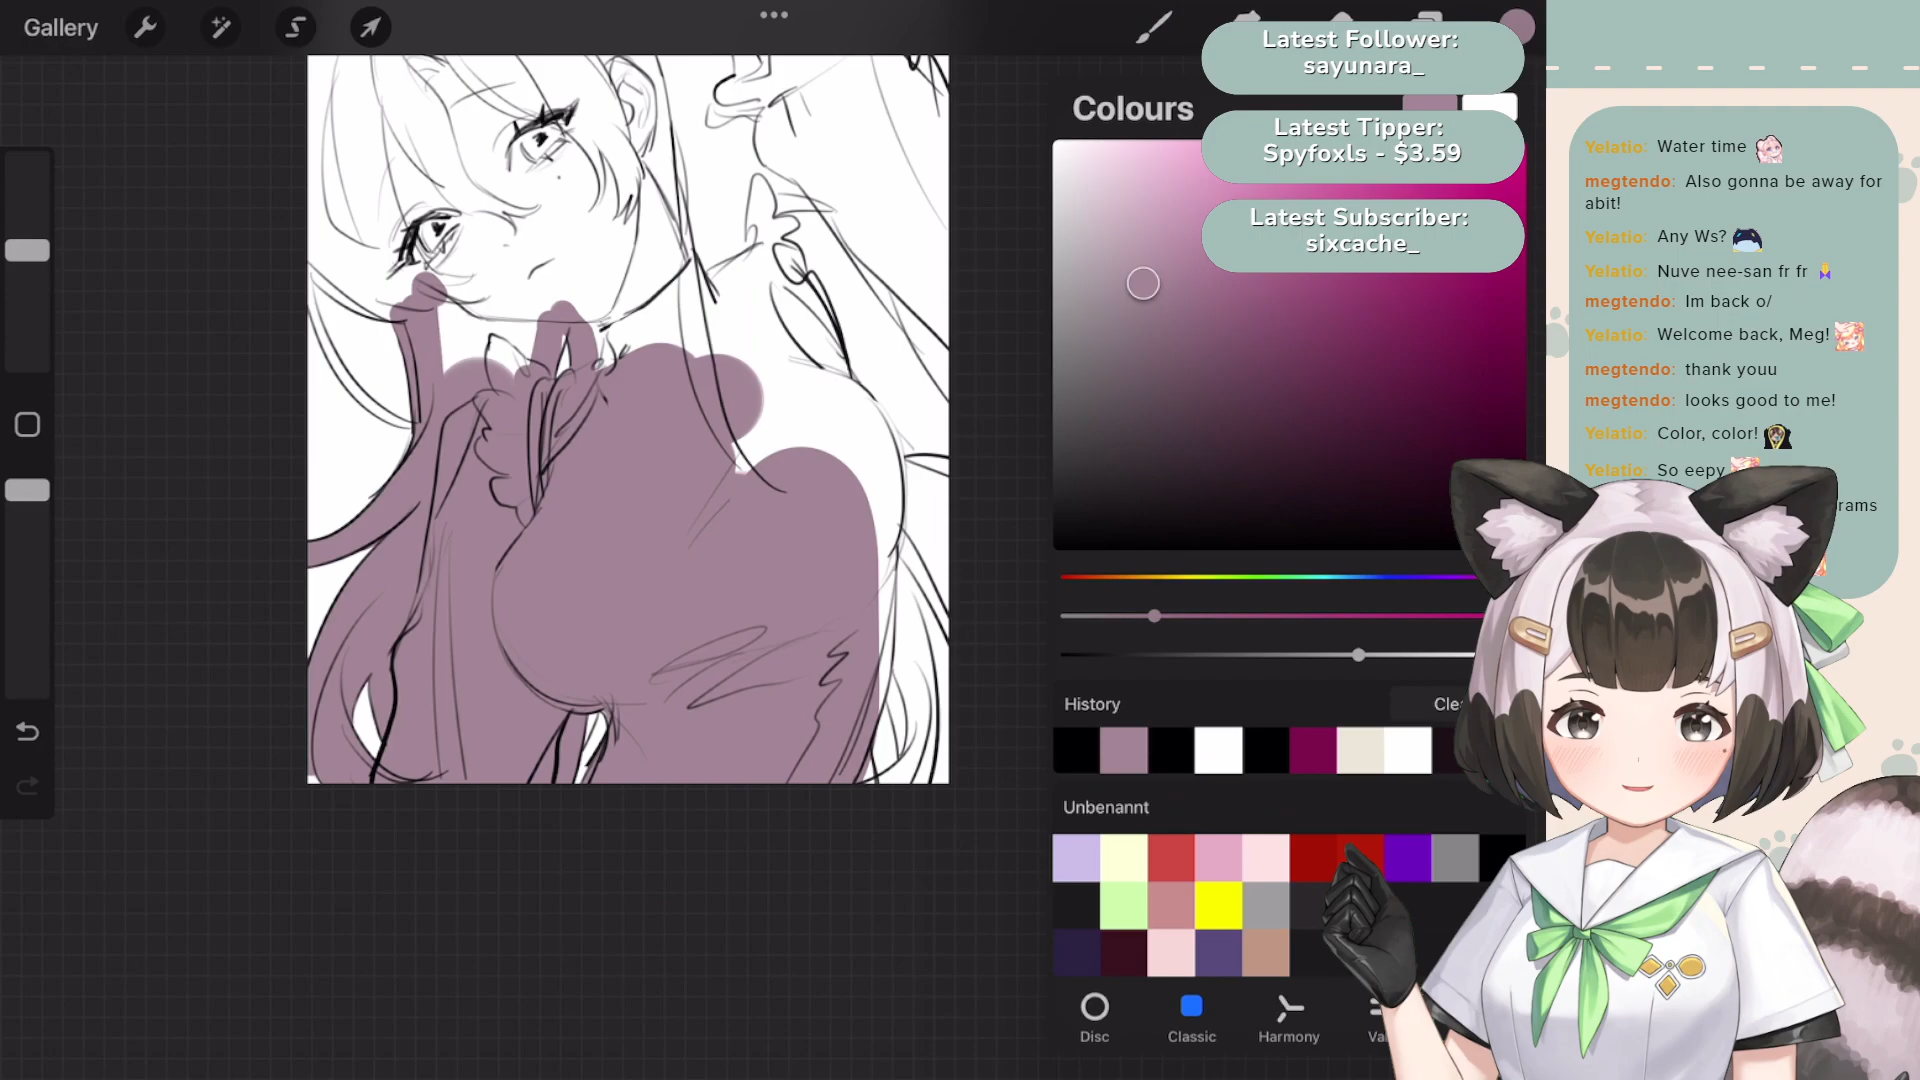 Gallery
Latest Follower:
sayunara_
Colours
Latest Tipper:
Spyfoxls - $3.59
Latest Subscriber:
sixcache_
Yelatio: Water time
megtendo: Also gonna be away for
abit!
Yelatio: Any Ws?
Yelatio: Nuve nee-san fr fr
megtendo: Im back o/
Yelatio: Welcome back, Meg!
megtendo: thank youu
megtendo: looks good to me!
Yelatio: Color, color!
Yelatio: So eepy
rams
History
Clea
Unbenannt
Disc
Classic
Harmony
Val